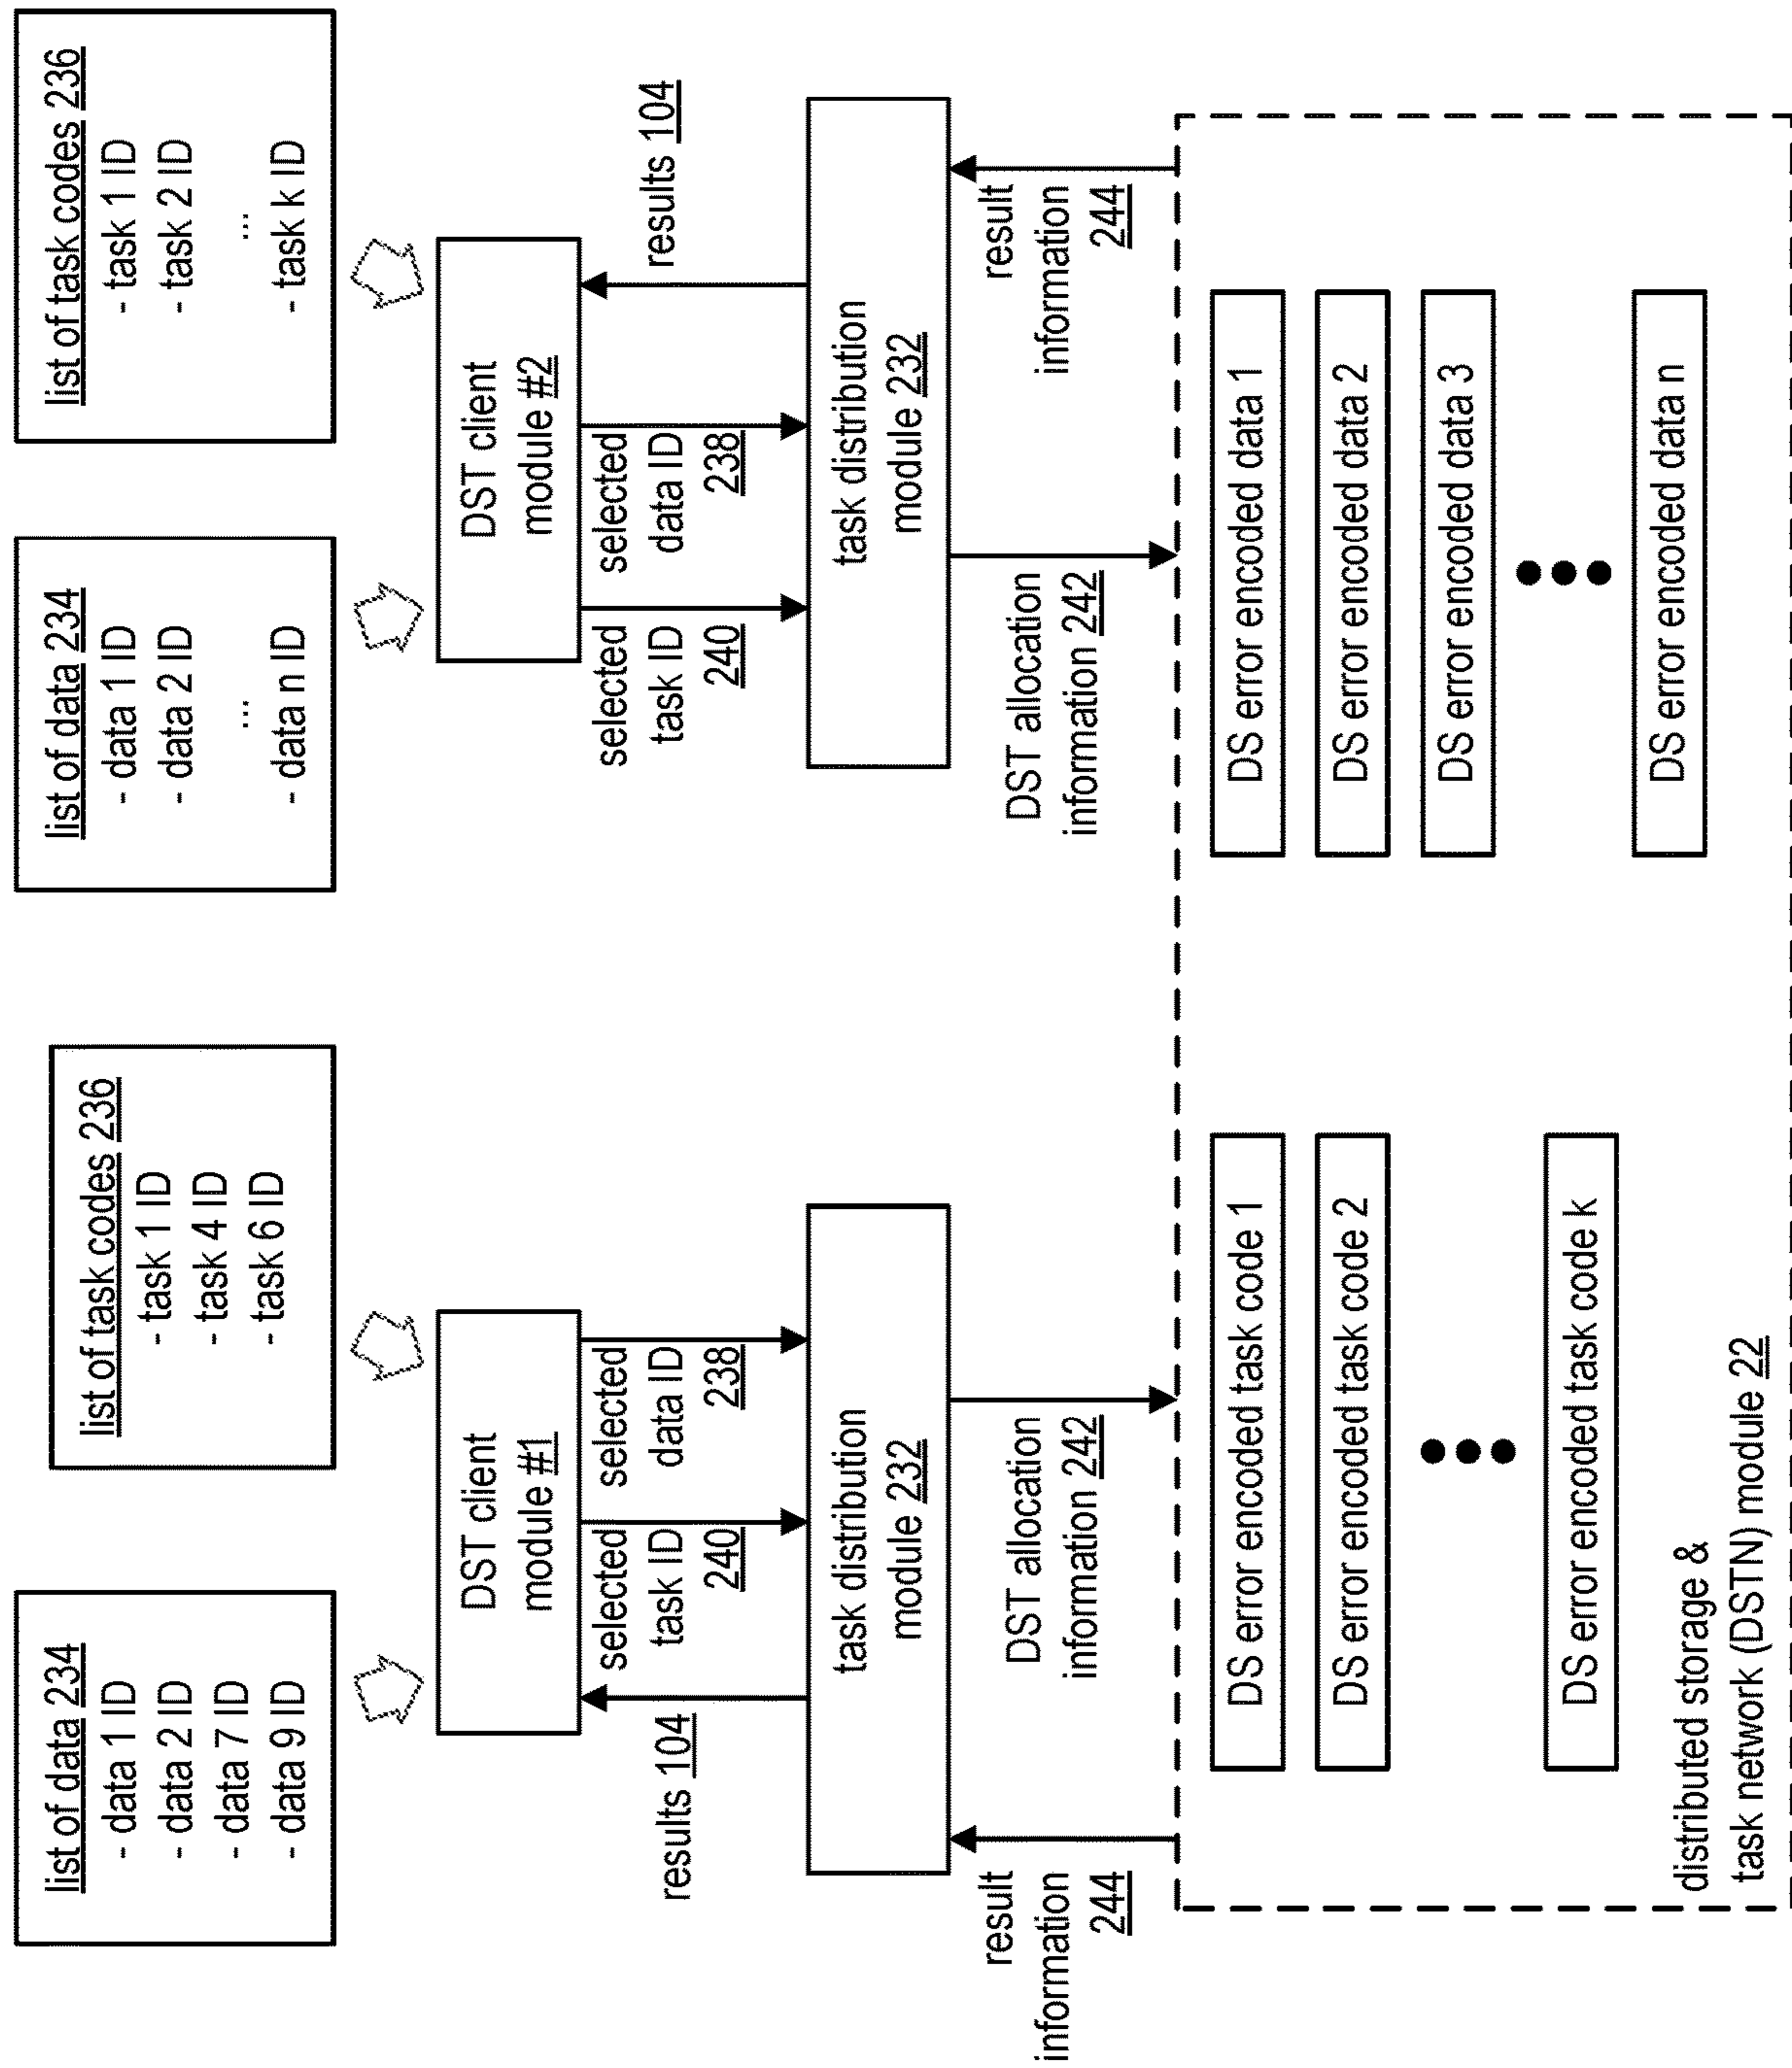 list of data 234
- data 1 ID
- data 2 ID
- data 7 ID
- data 9 ID
list of task codes 236
- task 1 ID
- task 4 ID
- task 6 ID
list of data 234
- data 1 ID
- data 2 ID
...
- data n ID
list of task codes 236
- task 1 ID
- task 2 ID
...
- task k ID
DST client
module #1
DST client
module #2
results 104
selected
task ID
240
selected
data ID
238
selected
task ID
240
selected
data ID
238
results 104
task distribution
module 232
task distribution
module 232
result
information
244
DST allocation
information 242
DST allocation
information 242
result
information
244
DS error encoded task code 1
DS error encoded task code 2
DS error encoded task code k
DS error encoded data 1
DS error encoded data 2
DS error encoded data 3
DS error encoded data n
distributed storage &
task network (DSTN) module 22